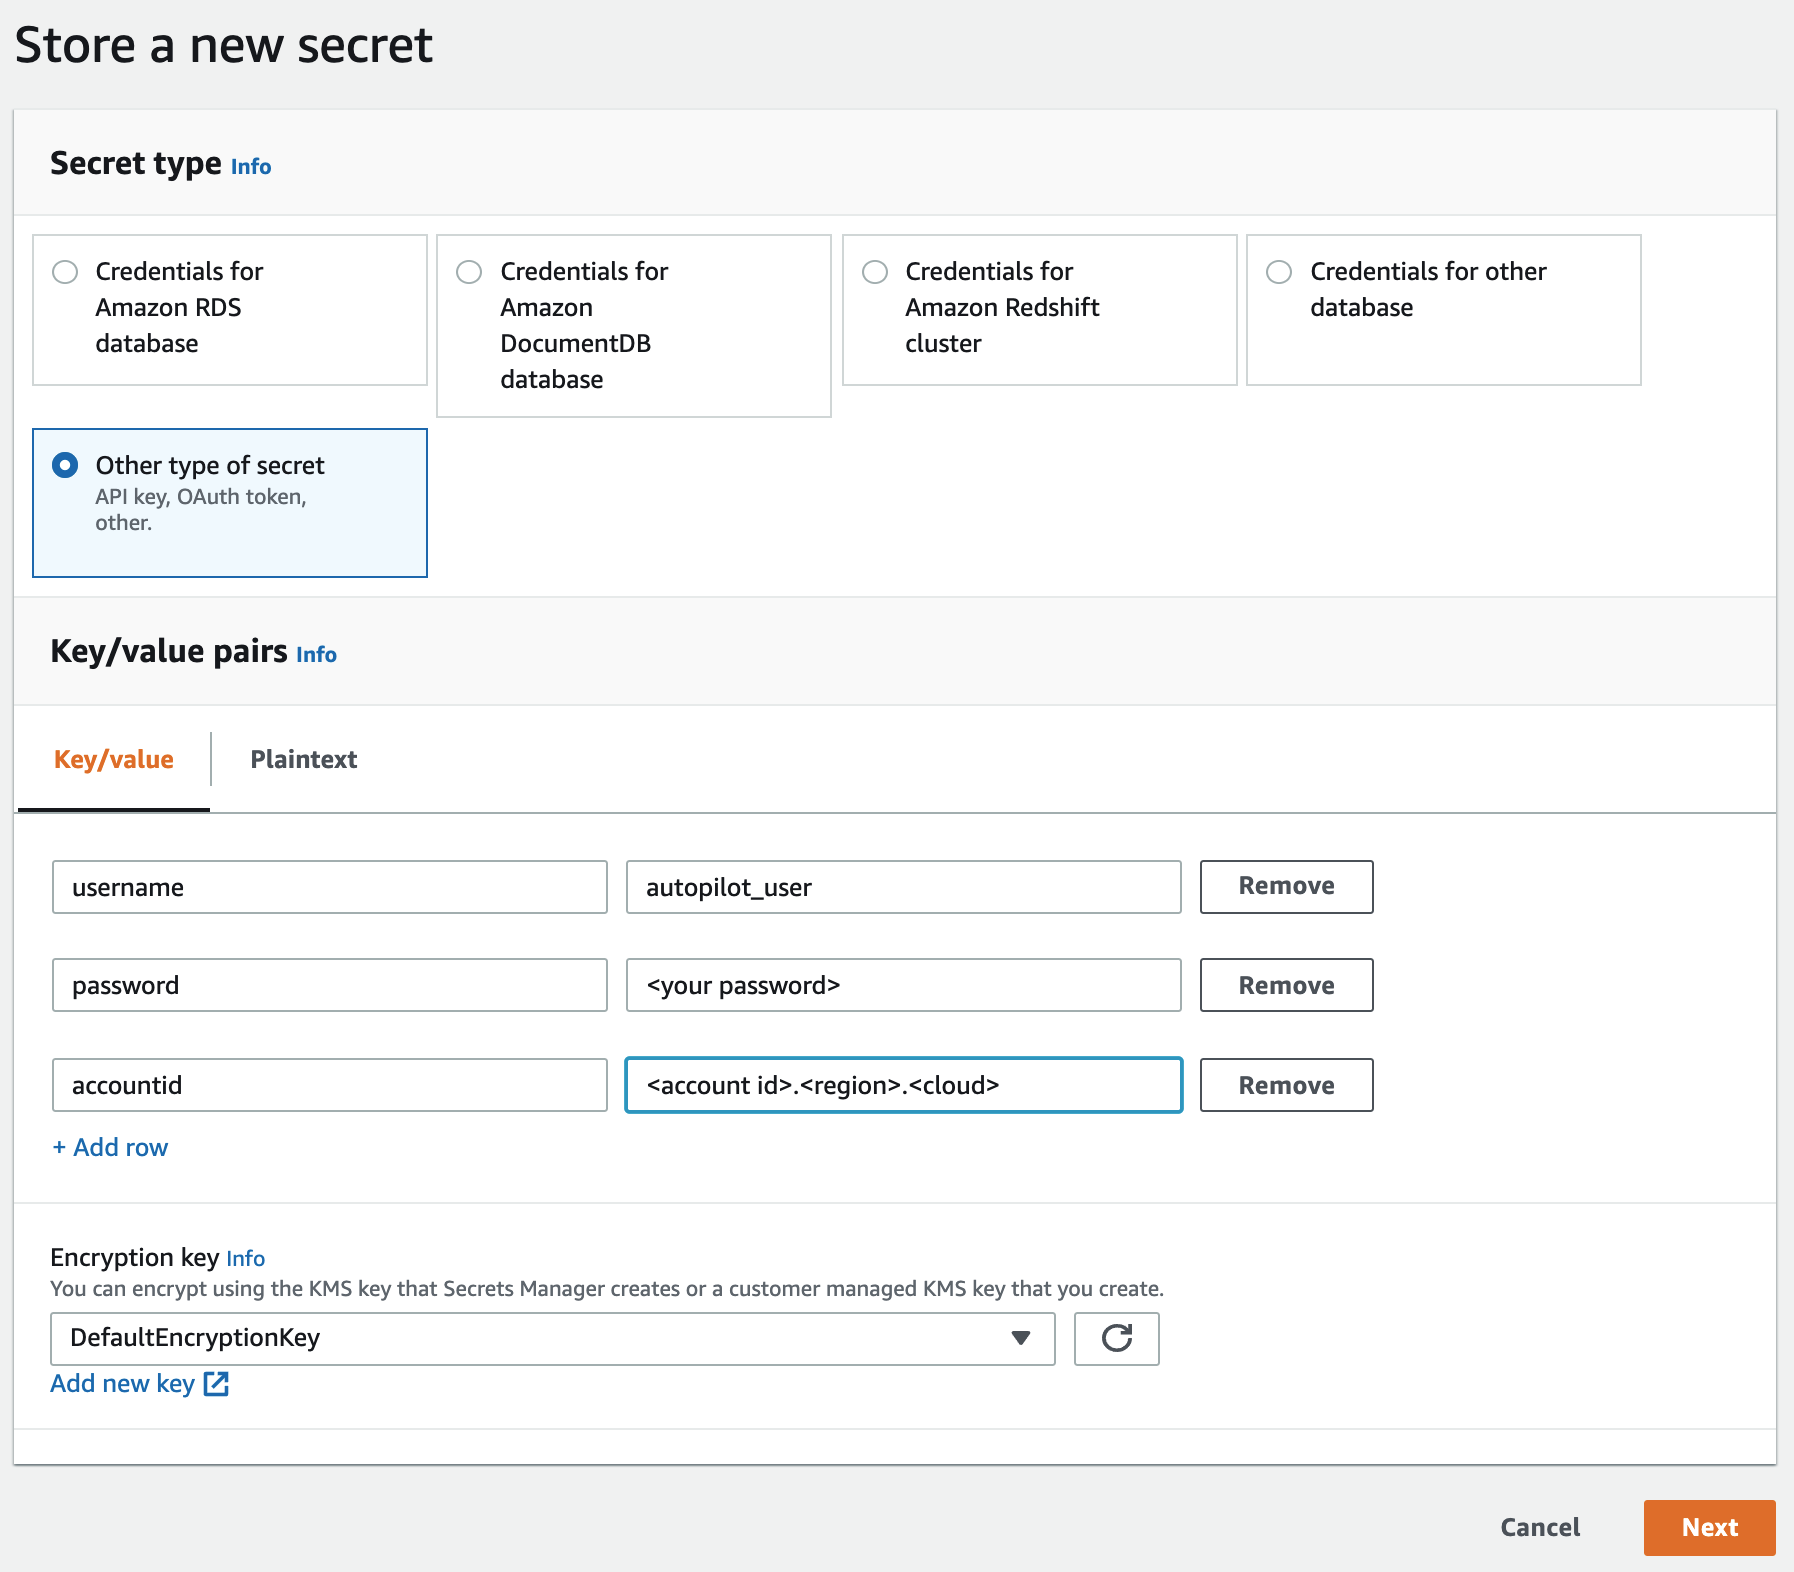 Store a new secret
Secret type Info
Credentials for
Amazon RDS
database
Credentials for
Amazon
DocumentDB
database
Credentials for
Amazon Redshift
cluster
Credentials for other
database
Other type of secret
API key, OAuth token,
other.
Key/value pairs Info
Key/value
Plaintext
username
autopilot_user
Remove
password
<your password>
Remove
accountid
<account id>.<region>.<cloud>
Remove
+ Add row
Encryption key Info
You can encrypt using the KMS key that Secrets Manager creates or a customer managed KMS key that you create.
DefaultEncryptionKey
Add new key
Cancel
Next